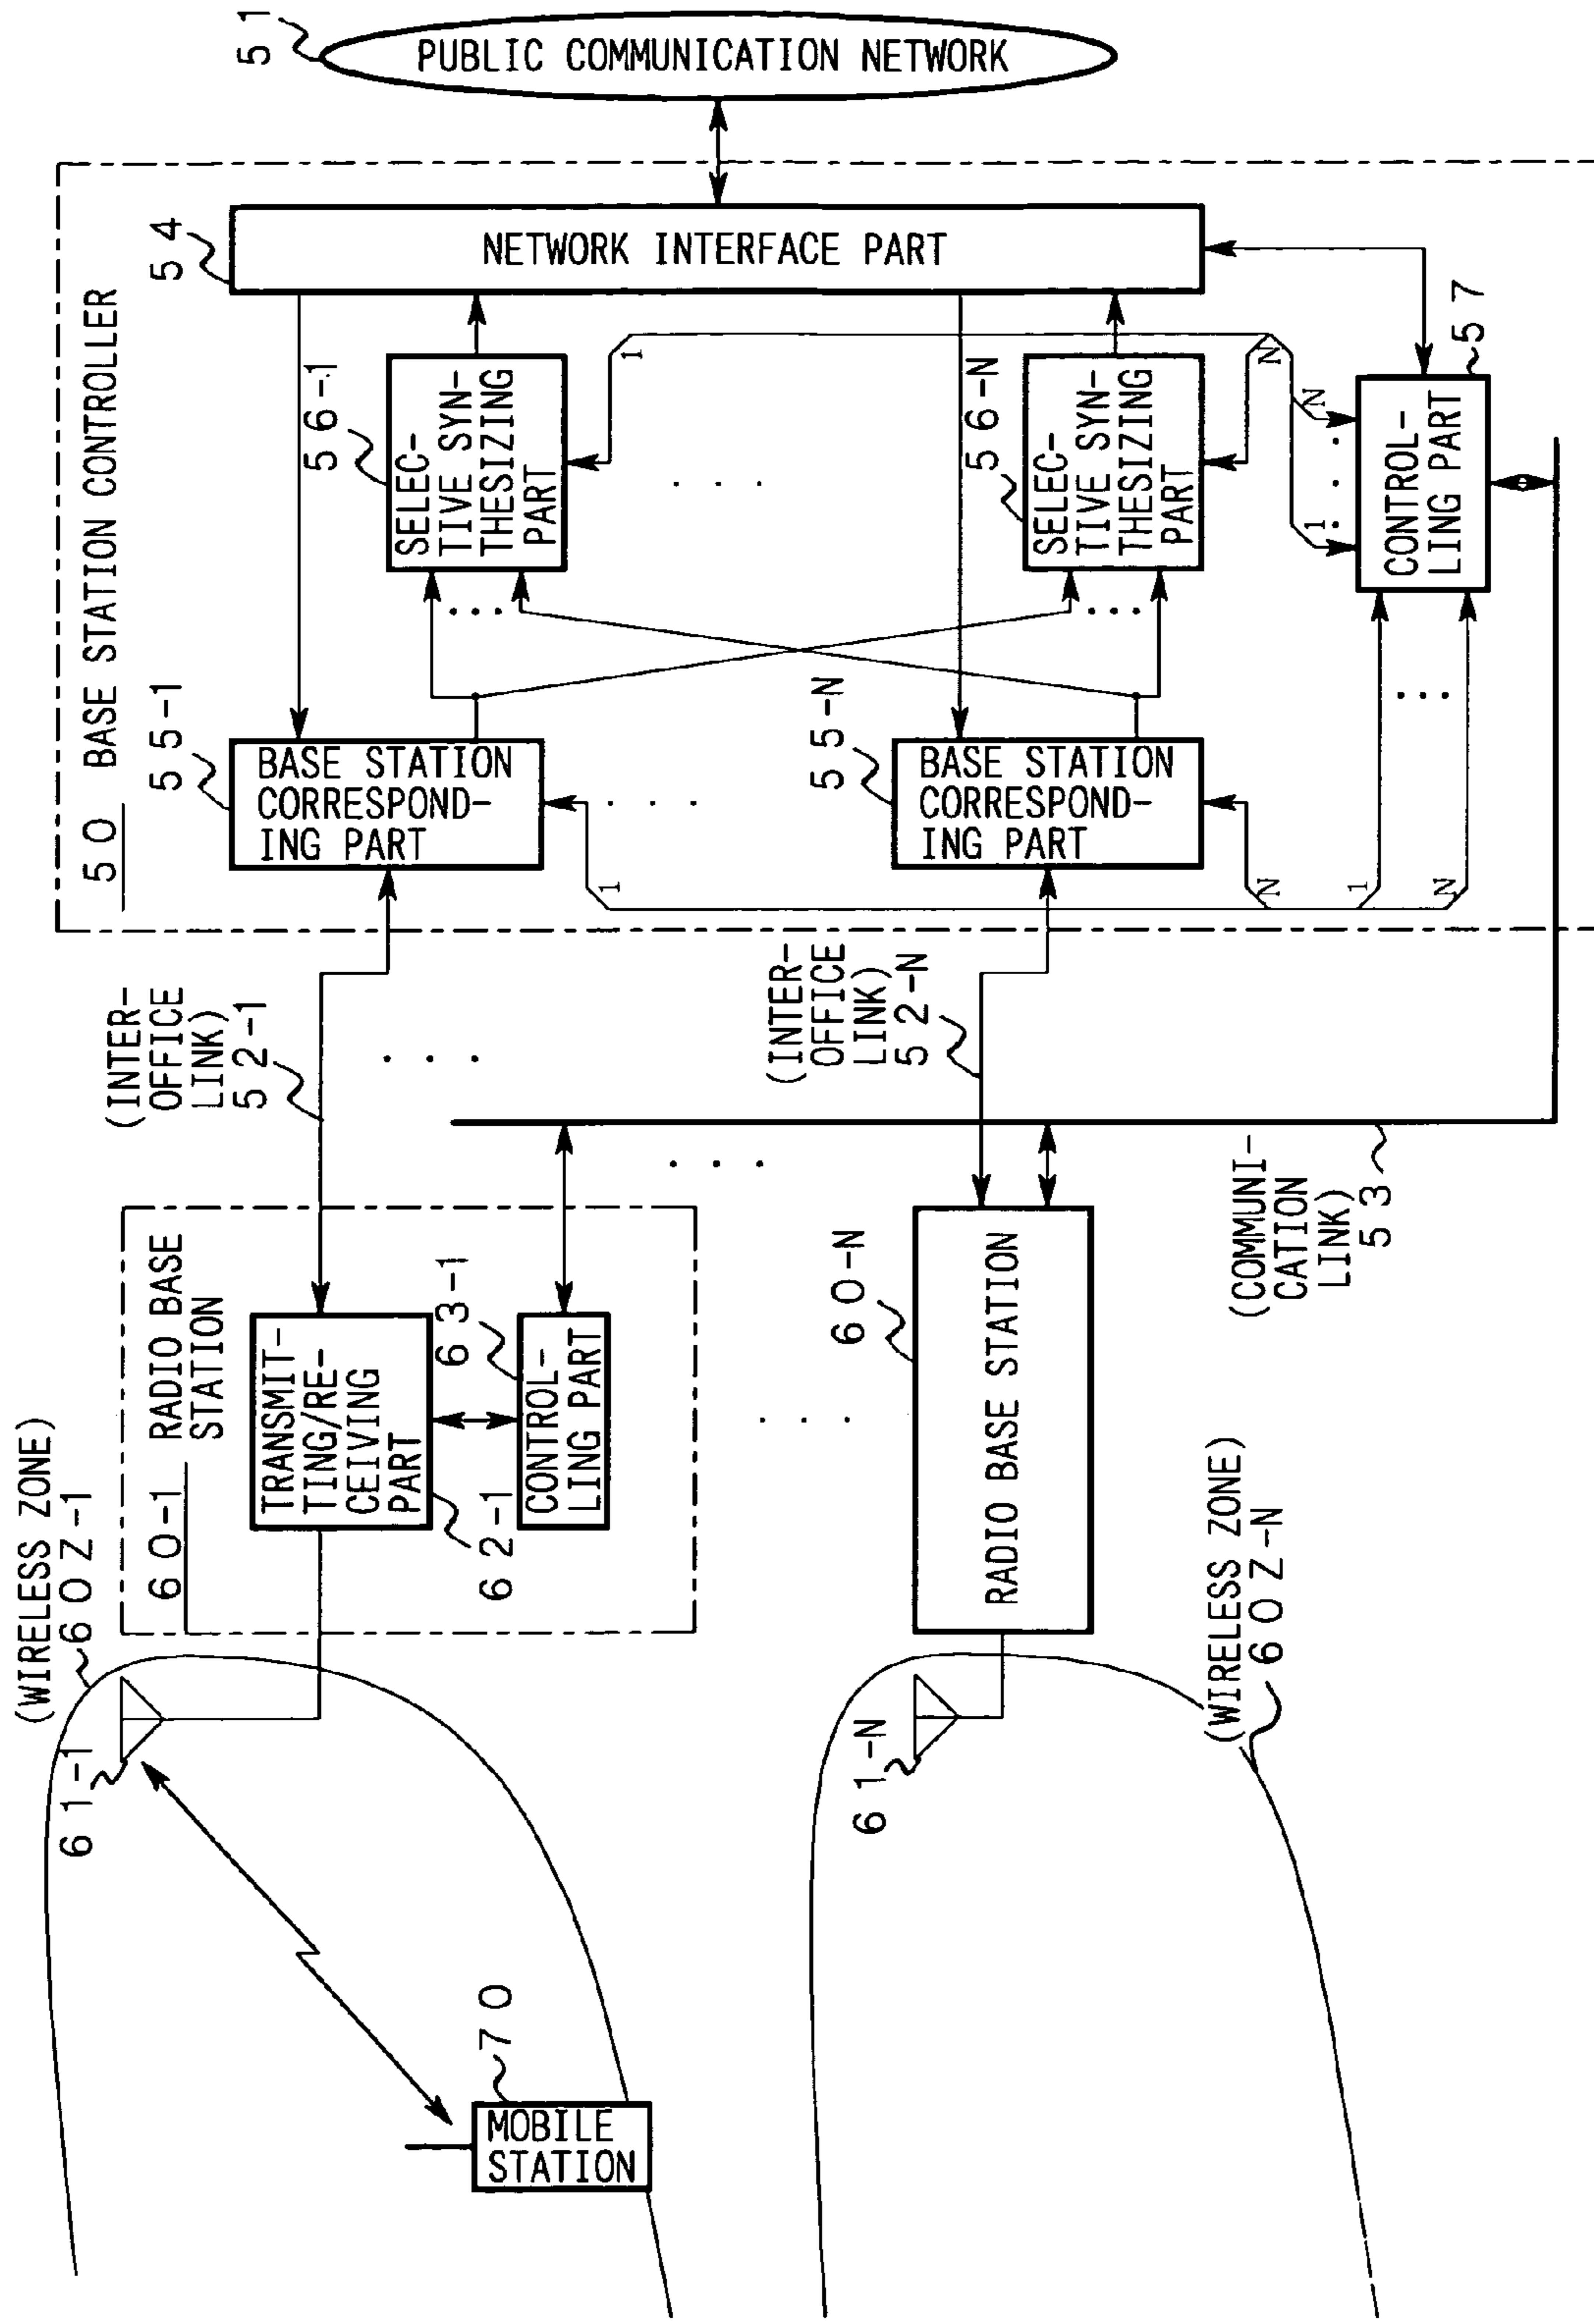 51
PUBLIC COMMUNICATION NETWORK
50 BASE STATION CONTROLLER
54
NETWORK INTERFACE PART
56-1
SELEC-
TIVE SYN-
THESIZING
PART
1
. . .
56-N
SELEC-
TIVE SYN-
THESIZING
PART
N
N
. . .
1
57
CONTROL-
LING PART
. . .
. . .
55-1
BASE STATION
CORRESPOND-
ING PART
1
. . .
55-N
BASE STATION
CORRESPOND-
ING PART
N
1
. . .
N
(INTER-
OFFICE
LINK)
52-1
. . .
(INTER-
OFFICE
LINK)
52-N
(COMMUNI-
CATION
LINK)
53
. . .
60-1 RADIO BASE
STATION
TRANSMIT-
TING/RE-
CEIVING
PART
62-1
63-1
CONTROL-
LING PART
. . .
60-N
RADIO BASE STATION
(WIRELESS ZONE)
60Z-1
61-1
(WIRELESS ZONE)
60Z-N
61-N
70
MOBILE
STATION